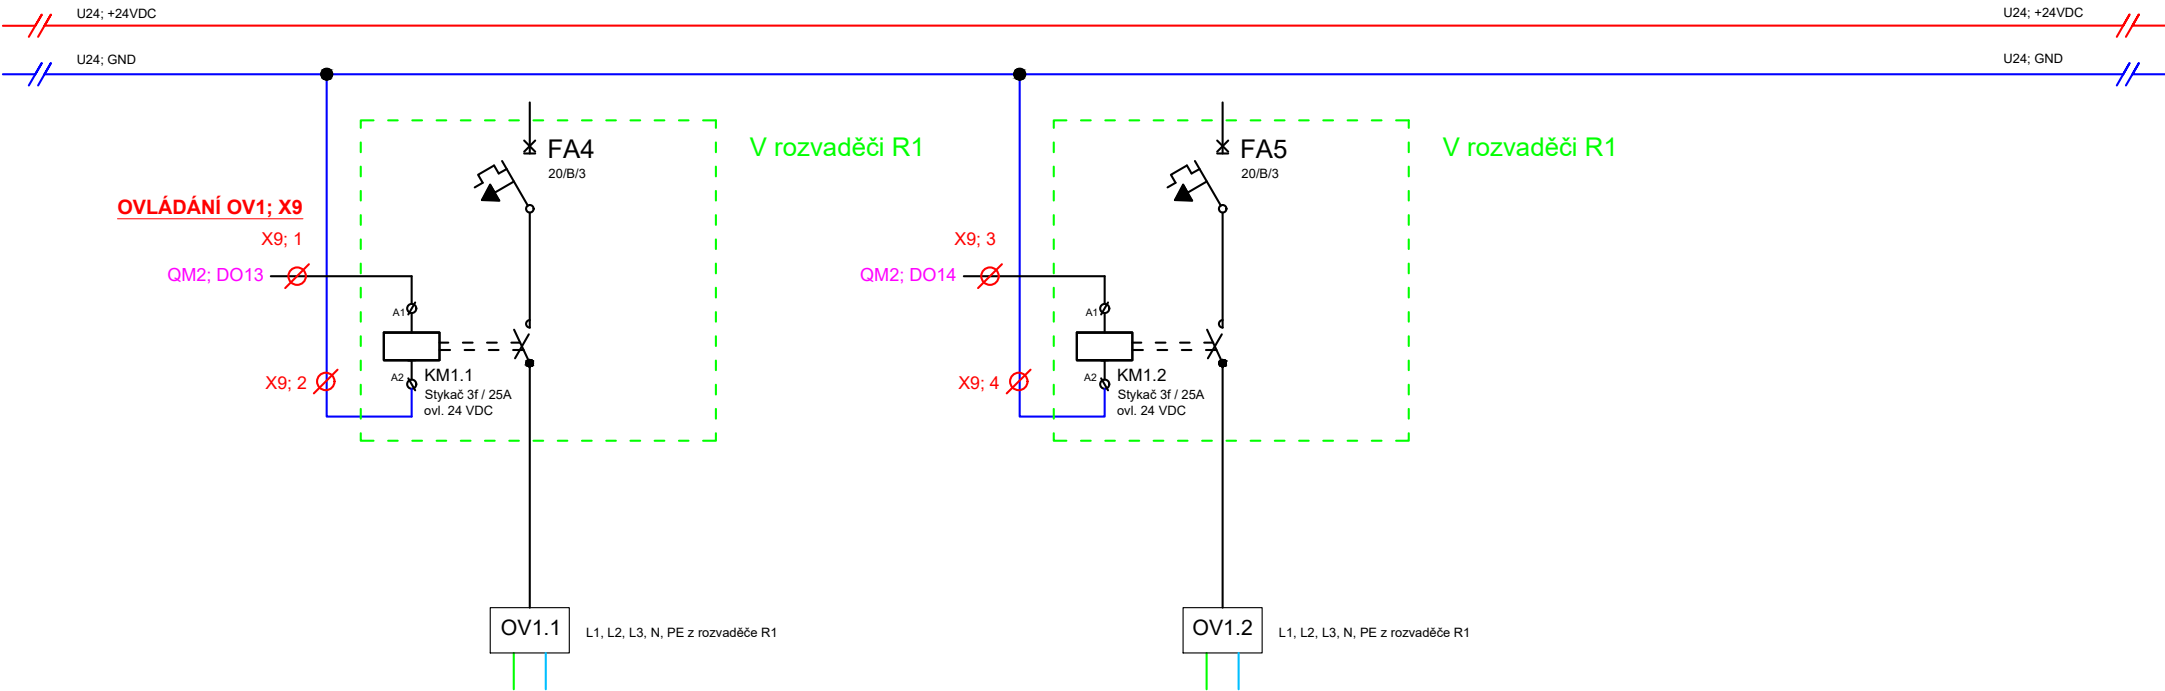 U24; +24VDC
U24; +24VDC
U24; GND
U24; GND
FA4
20/B/3
V rozvaděči R1
FA5
20/B/3
V rozvaděči R1
OVLÁDÁNÍ OV1; X9
X9; 1
QM2; DO13
X9; 3
QM2; DO14
A1
A1
X9; 2
A2
KM1.1
Stykač 3f / 25A
ovl. 24 VDC
X9; 4
A2
KM1.2
Stykač 3f / 25A
ovl. 24 VDC
OV1.1
L1, L2, L3, N, PE z rozvaděče R1
OV1.2
L1, L2, L3, N, PE z rozvaděče R1